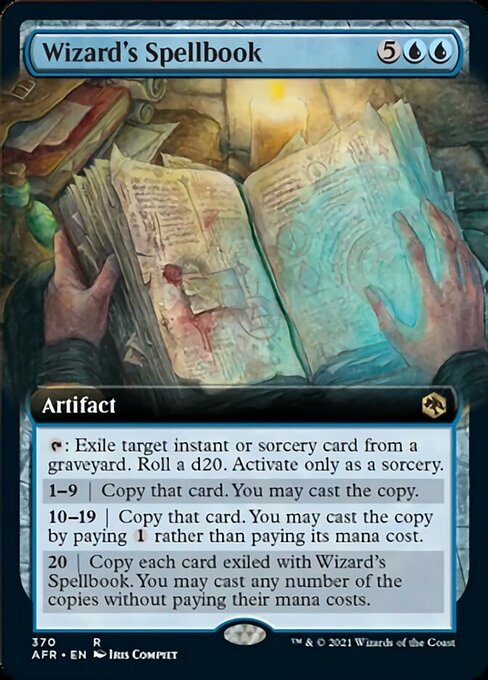 Wizard's Spellbook 5
Artifact
: Exile target instant or sorcery card from a
graveyard. Roll a d20. Activate only as a sorcery.
1–9 | Copy that card. You may cast the copy.
10–19 | Copy that card. You may cast the copy
by paying 1 rather than paying its mana cost.
20 | Copy each card exiled with Wizard's
Spellbook. You may cast any number of the
copies without paying their mana costs.
370 R
AFR • EN Iris Compiet
™ & © 2021 Wizards of the Coast